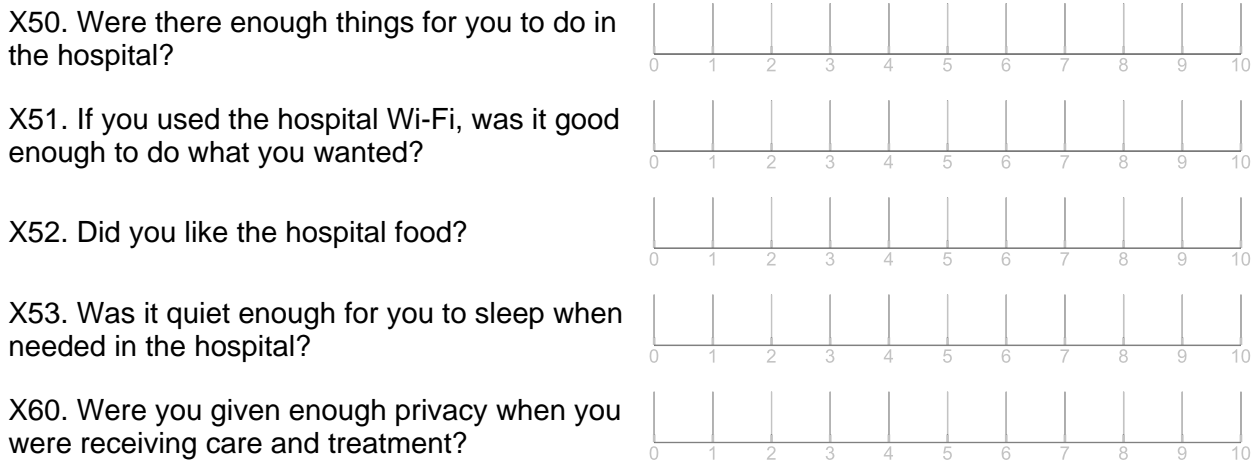 X50. Were there enough things for you to do in
the hospital?
0 1 2 3 4 5 6 7 8 9 10
X51. If you used the hospital Wi-Fi, was it good
enough to do what you wanted?
0 1 2 3 4 5 6 7 8 9 10
X52. Did you like the hospital food?
0 1 2 3 4 5 6 7 8 9 10
X53. Was it quiet enough for you to sleep when
needed in the hospital?
0 1 2 3 4 5 6 7 8 9 10
X60. Were you given enough privacy when you
were receiving care and treatment?
0 1 2 3 4 5 6 7 8 9 10